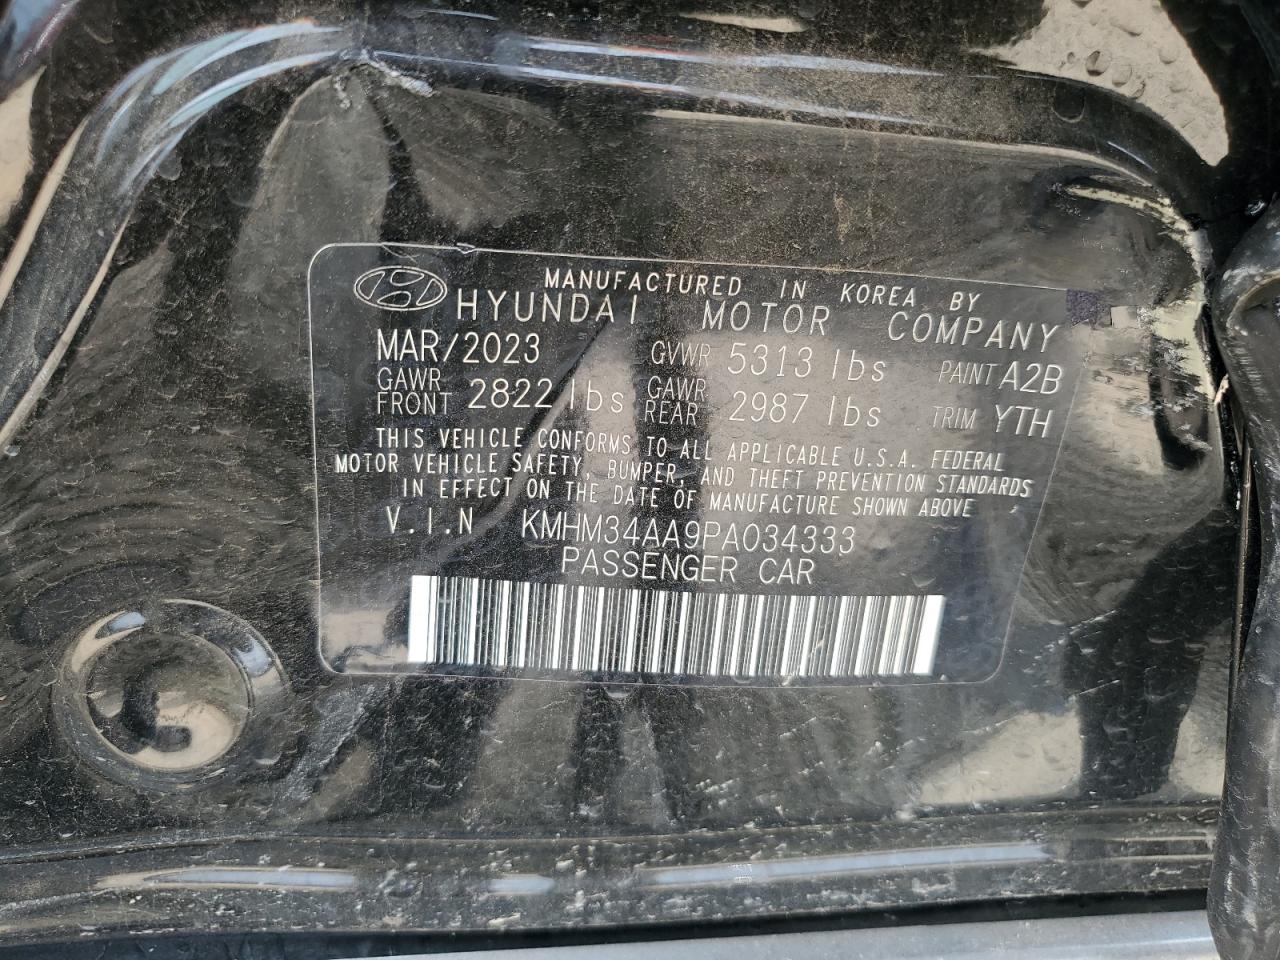 MANUFACTURED IN KOREA BY
HYUNDAI MOTOR COMPANY
MAR/2023 GVWR 5313 lbs PAINT A2B
GAWR FRONT 2822 lbs GAWR REAR 2987 lbs TRIM YTH
THIS VEHICLE CONFORMS TO ALL APPLICABLE U.S.A. FEDERAL
MOTOR VEHICLE SAFETY, BUMPER, AND THEFT PREVENTION STANDARDS
IN EFFECT ON THE DATE OF MANUFACTURE SHOWN ABOVE
V.I.N KMHM34AA9PA034333
PASSENGER CAR